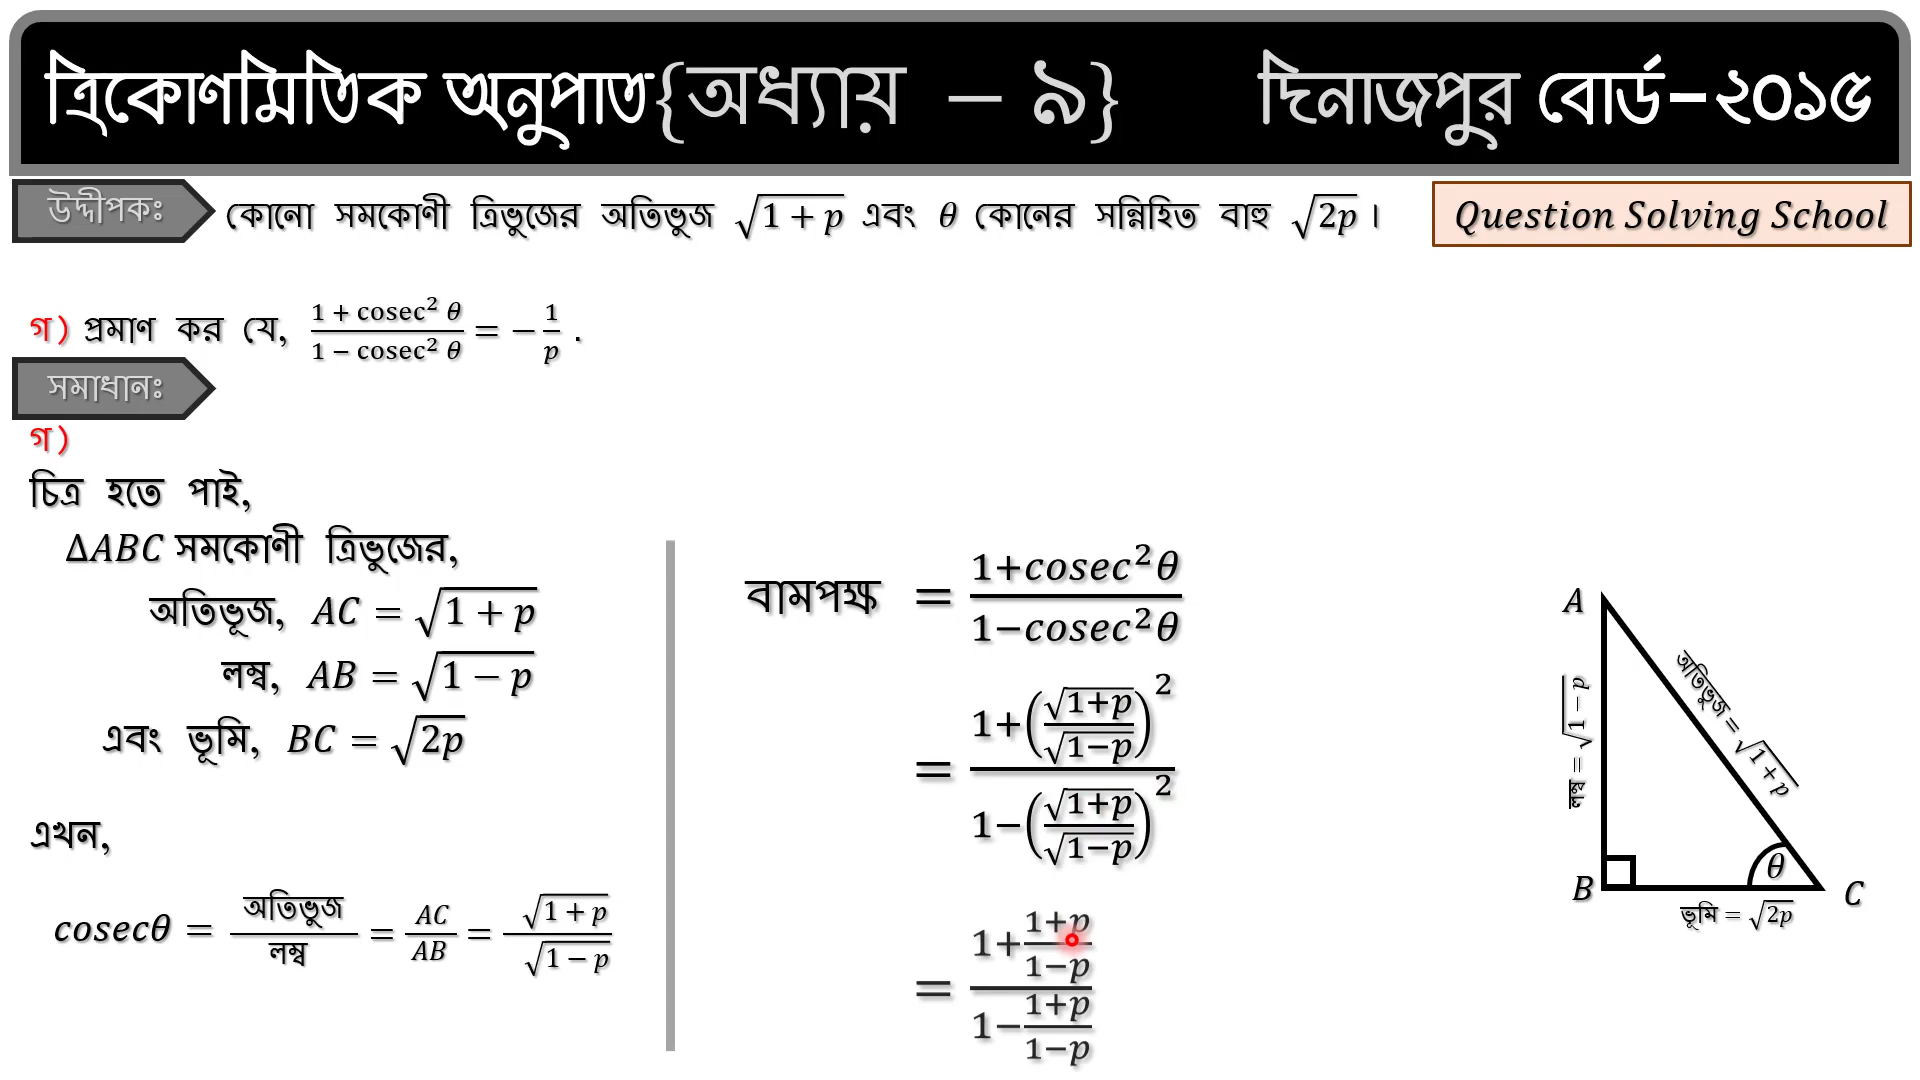 ত্রিকোণমিতিক অনুপাত{অধ্যায় – ৯} দিনাজপুর বোর্ড–২০১৫
উদ্দীপকঃ কোনো সমকোণী ত্রিভুজের অতিভুজ √(1 + p) এবং θ কোনের সন্নিহিত বাহু √(2p) ।
Question Solving School
গ) প্রমাণ কর যে, (1 + cosec² θ)/(1 − cosec² θ) = − 1/p .
সমাধানঃ
গ)
চিত্র হতে পাই,
ΔABC সমকোণী ত্রিভুজের,
অতিভূজ, AC = √(1 + p)
লম্ব, AB = √(1 − p)
এবং ভূমি, BC = √(2p)
এখন,
cosecθ = অতিভুজ/লম্ব = AC/AB = √(1 + p)/√(1 − p)
বামপক্ষ = (1+cosec²θ)/(1−cosec²θ)
= (1+(√(1+p)/√(1−p))²)/(1−(√(1+p)/√(1−p))²)
= (1+(1+p)/(1−p))/(1−(1+p)/(1−p))
A
লম্ব = √(1 − p)
অতিভুজ = √(1 + p)
θ
B
C
ভূমি = √(2p)